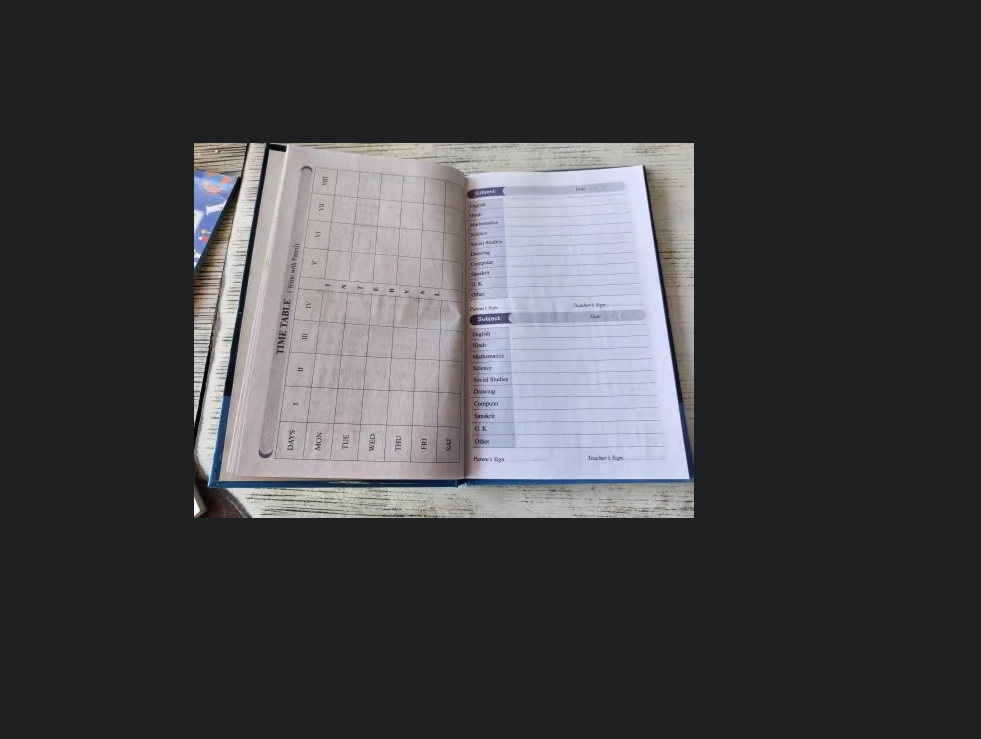 TIME TABLE ( Write with Pencil)
DAYS I II III IV V VI VII VIII
MON I
TUE N
WED T E
THU R
FRI V A
SAT L
Subject Date
English
Hindi
Mathematics
Science
Social Studies
Drawing
Computer
Sanskrit
G. K.
Other
Parent's Sign. Teacher's Sign.
Subject Date
English
Hindi
Mathematics
Science
Social Studies
Drawing
Computer
Sanskrit
G. K.
Other
Parent's Sign. Teacher's Sign.